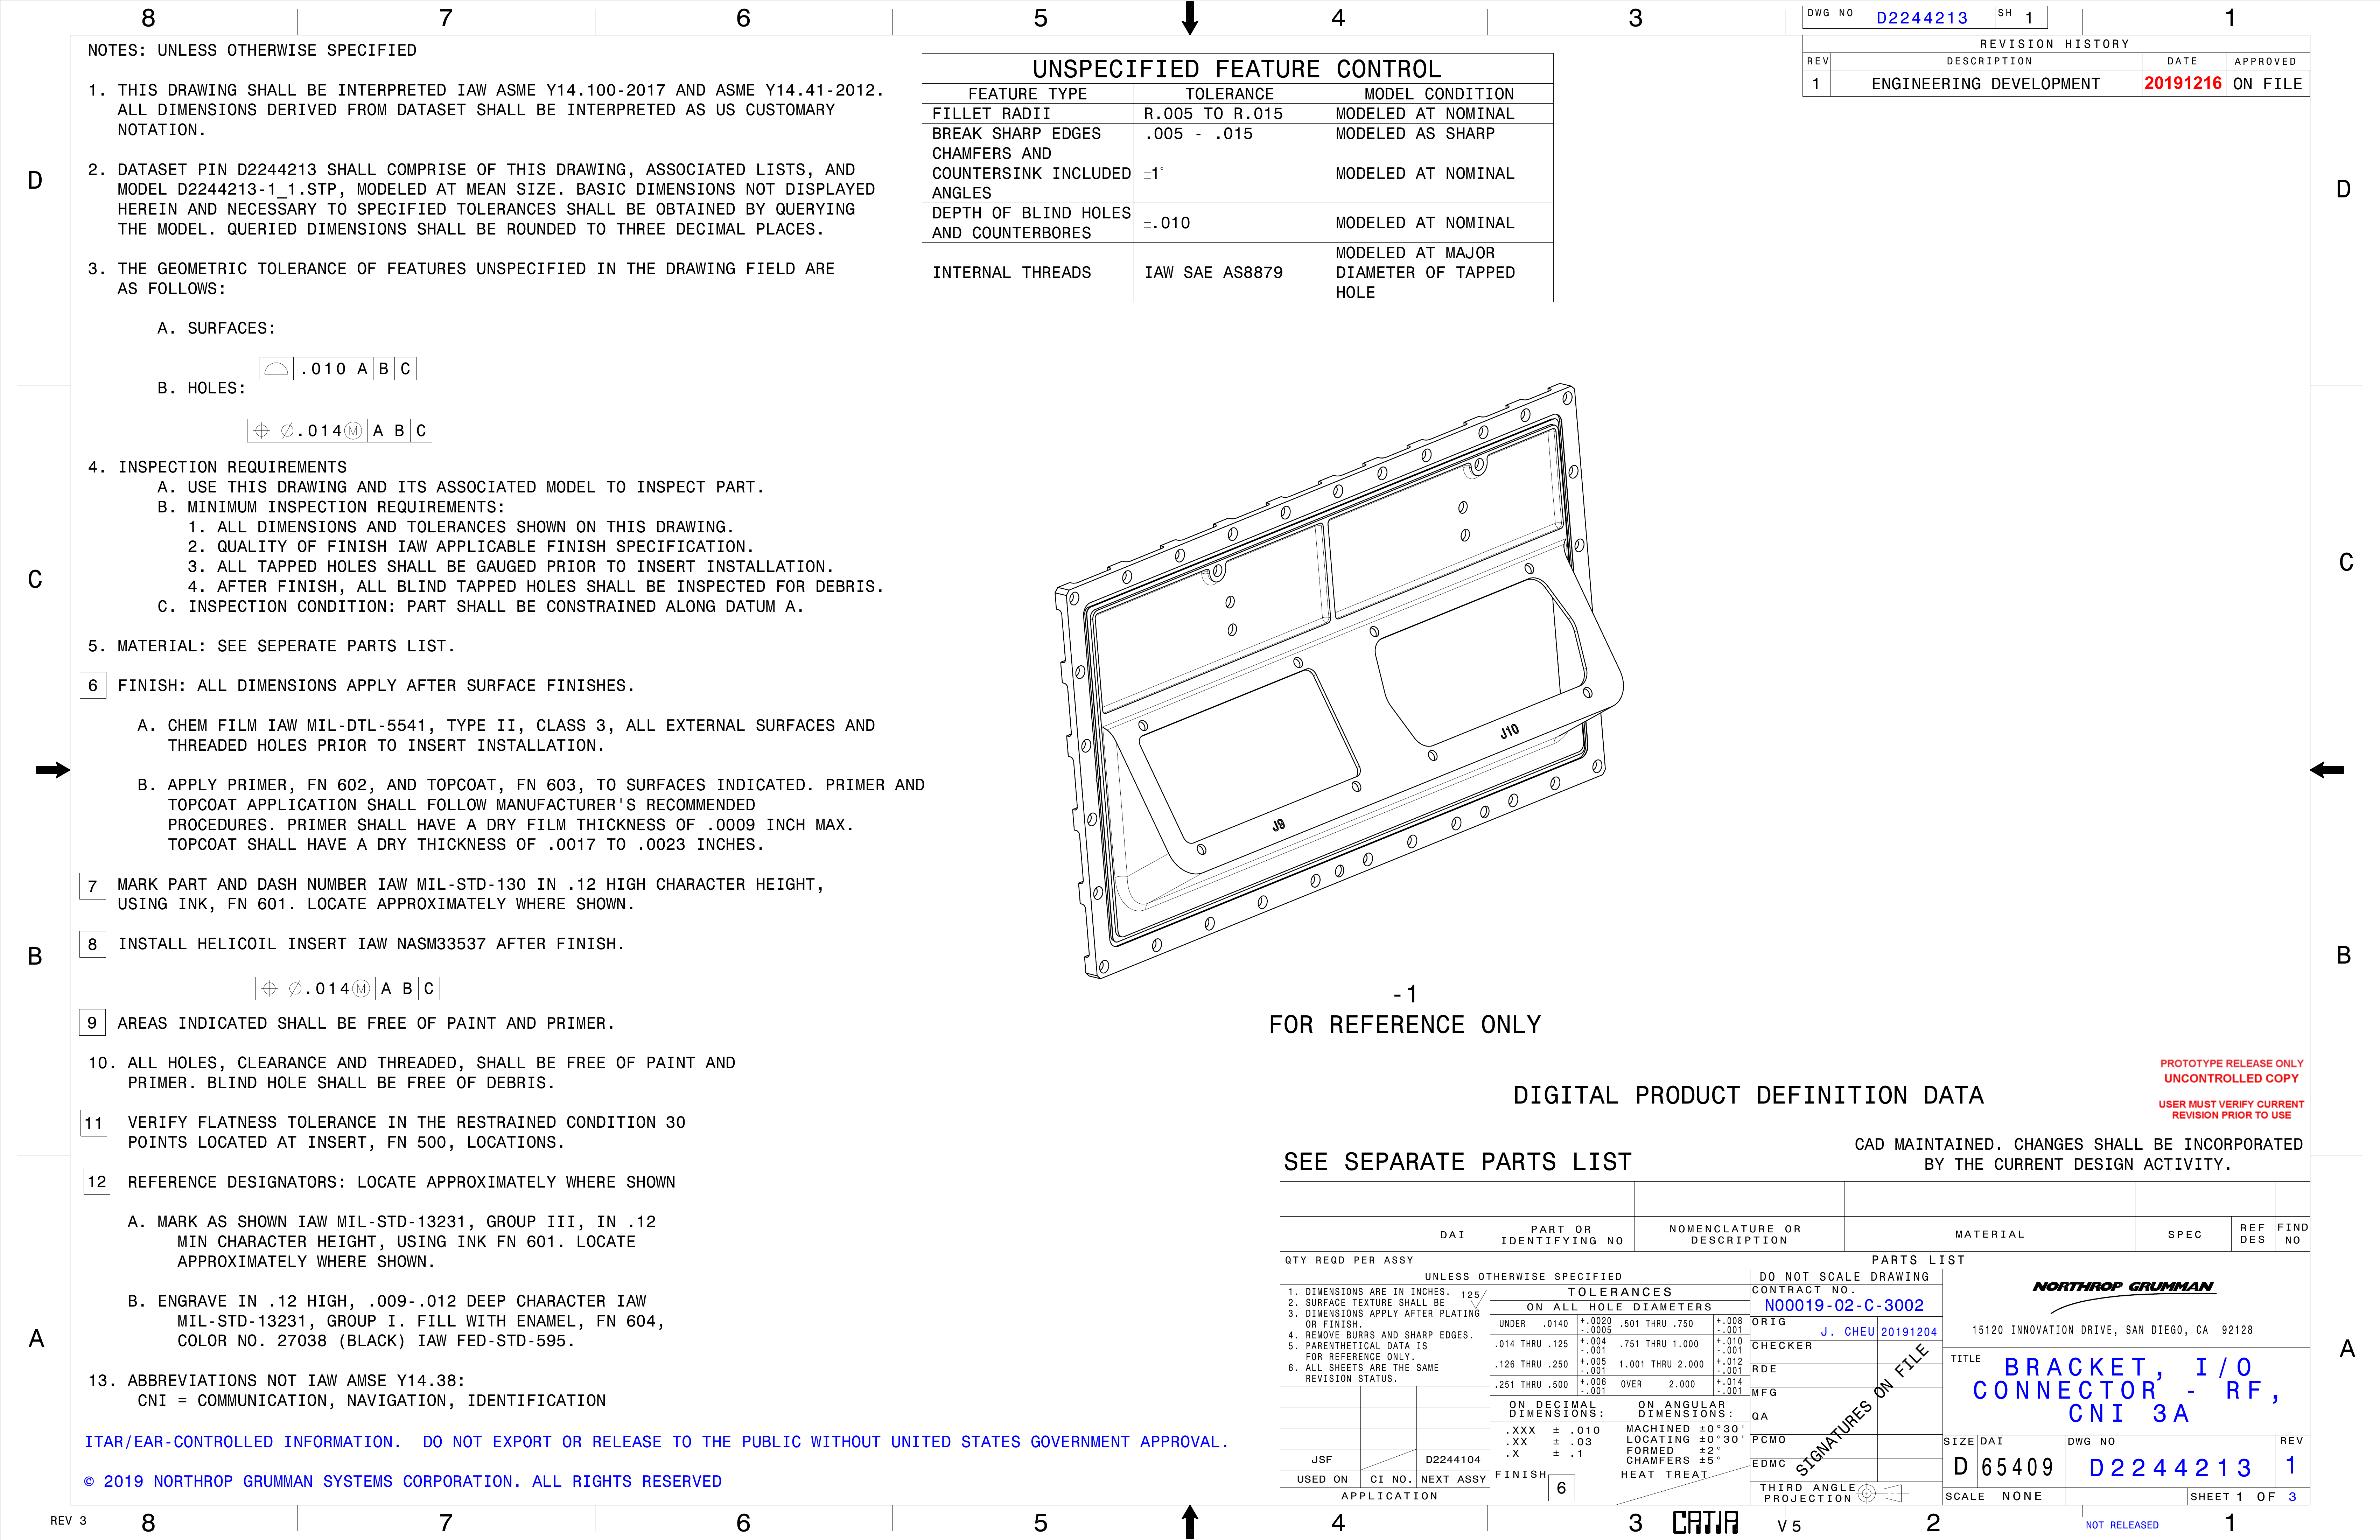 8 7 6 5 4 3 1
DWG NO D2244213 SH 1
REVISION HISTORY
REV DESCRIPTION DATE APPROVED
1 ENGINEERING DEVELOPMENT 20191216 ON FILE
D D
C C
B B
A A
NOTES: UNLESS OTHERWISE SPECIFIED
1. THIS DRAWING SHALL BE INTERPRETED IAW ASME Y14.100-2017 AND ASME Y14.41-2012.
ALL DIMENSIONS DERIVED FROM DATASET SHALL BE INTERPRETED AS US CUSTOMARY
NOTATION.
2. DATASET PIN D2244213 SHALL COMPRISE OF THIS DRAWING, ASSOCIATED LISTS, AND
MODEL D2244213-1_1.STP, MODELED AT MEAN SIZE. BASIC DIMENSIONS NOT DISPLAYED
HEREIN AND NECESSARY TO SPECIFIED TOLERANCES SHALL BE OBTAINED BY QUERYING
THE MODEL. QUERIED DIMENSIONS SHALL BE ROUNDED TO THREE DECIMAL PLACES.
3. THE GEOMETRIC TOLERANCE OF FEATURES UNSPECIFIED IN THE DRAWING FIELD ARE
AS FOLLOWS:
A. SURFACES:
⌓ .010 A B C
B. HOLES:
⌖ ⌀.014Ⓜ A B C
4. INSPECTION REQUIREMENTS
A. USE THIS DRAWING AND ITS ASSOCIATED MODEL TO INSPECT PART.
B. MINIMUM INSPECTION REQUIREMENTS:
1. ALL DIMENSIONS AND TOLERANCES SHOWN ON THIS DRAWING.
2. QUALITY OF FINISH IAW APPLICABLE FINISH SPECIFICATION.
3. ALL TAPPED HOLES SHALL BE GAUGED PRIOR TO INSERT INSTALLATION.
4. AFTER FINISH, ALL BLIND TAPPED HOLES SHALL BE INSPECTED FOR DEBRIS.
C. INSPECTION CONDITION: PART SHALL BE CONSTRAINED ALONG DATUM A.
5. MATERIAL: SEE SEPERATE PARTS LIST.
6 FINISH: ALL DIMENSIONS APPLY AFTER SURFACE FINISHES.
A. CHEM FILM IAW MIL-DTL-5541, TYPE II, CLASS 3, ALL EXTERNAL SURFACES AND
THREADED HOLES PRIOR TO INSERT INSTALLATION.
B. APPLY PRIMER, FN 602, AND TOPCOAT, FN 603, TO SURFACES INDICATED. PRIMER AND
TOPCOAT APPLICATION SHALL FOLLOW MANUFACTURER'S RECOMMENDED
PROCEDURES. PRIMER SHALL HAVE A DRY FILM THICKNESS OF .0009 INCH MAX.
TOPCOAT SHALL HAVE A DRY THICKNESS OF .0017 TO .0023 INCHES.
7 MARK PART AND DASH NUMBER IAW MIL-STD-130 IN .12 HIGH CHARACTER HEIGHT,
USING INK, FN 601. LOCATE APPROXIMATELY WHERE SHOWN.
8 INSTALL HELICOIL INSERT IAW NASM33537 AFTER FINISH.
⌖ ⌀.014Ⓜ A B C
9 AREAS INDICATED SHALL BE FREE OF PAINT AND PRIMER.
10. ALL HOLES, CLEARANCE AND THREADED, SHALL BE FREE OF PAINT AND
PRIMER. BLIND HOLE SHALL BE FREE OF DEBRIS.
11 VERIFY FLATNESS TOLERANCE IN THE RESTRAINED CONDITION 30
POINTS LOCATED AT INSERT, FN 500, LOCATIONS.
12 REFERENCE DESIGNATORS: LOCATE APPROXIMATELY WHERE SHOWN
A. MARK AS SHOWN IAW MIL-STD-13231, GROUP III, IN .12
MIN CHARACTER HEIGHT, USING INK FN 601. LOCATE
APPROXIMATELY WHERE SHOWN.
B. ENGRAVE IN .12 HIGH, .009-.012 DEEP CHARACTER IAW
MIL-STD-13231, GROUP I. FILL WITH ENAMEL, FN 604,
COLOR NO. 27038 (BLACK) IAW FED-STD-595.
13. ABBREVIATIONS NOT IAW AMSE Y14.38:
CNI = COMMUNICATION, NAVIGATION, IDENTIFICATION
ITAR/EAR-CONTROLLED INFORMATION. DO NOT EXPORT OR RELEASE TO THE PUBLIC WITHOUT UNITED STATES GOVERNMENT APPROVAL.
© 2019 NORTHROP GRUMMAN SYSTEMS CORPORATION. ALL RIGHTS RESERVED
UNSPECIFIED FEATURE CONTROL
FEATURE TYPE TOLERANCE MODEL CONDITION
FILLET RADII R.005 TO R.015 MODELED AT NOMINAL
BREAK SHARP EDGES .005 - .015 MODELED AS SHARP
CHAMFERS AND
COUNTERSINK INCLUDED ±1° MODELED AT NOMINAL
ANGLES
DEPTH OF BLIND HOLES
AND COUNTERBORES ±.010 MODELED AT NOMINAL
INTERNAL THREADS IAW SAE AS8879 MODELED AT MAJOR
DIAMETER OF TAPPED
HOLE
J9
J10
-1
FOR REFERENCE ONLY
PROTOTYPE RELEASE ONLY
UNCONTROLLED COPY
USER MUST VERIFY CURRENT
REVISION PRIOR TO USE
DIGITAL PRODUCT DEFINITION DATA
SEE SEPARATE PARTS LIST
CAD MAINTAINED. CHANGES SHALL BE INCORPORATED
BY THE CURRENT DESIGN ACTIVITY.
DAI PART OR IDENTIFYING NO NOMENCLATURE OR DESCRIPTION MATERIAL SPEC REF DES FIND NO
QTY REQD PER ASSY PARTS LIST
UNLESS OTHERWISE SPECIFIED
1. DIMENSIONS ARE IN INCHES.
2. SURFACE TEXTURE SHALL BE 125
3. DIMENSIONS APPLY AFTER PLATING
OR FINISH.
4. REMOVE BURRS AND SHARP EDGES.
5. PARENTHETICAL DATA IS
FOR REFERENCE ONLY.
6. ALL SHEETS ARE THE SAME
REVISION STATUS.
TOLERANCES
ON ALL HOLE DIAMETERS
UNDER .0140 +.0020 -.0005 .501 THRU .750 +.008 -.001
.014 THRU .125 +.004 -.001 .751 THRU 1.000 +.010 -.001
.126 THRU .250 +.005 -.001 1.001 THRU 2.000 +.012 -.001
.251 THRU .500 +.006 -.001 OVER 2.000 +.014 -.001
ON DECIMAL DIMENSIONS:
.XXX ± .010
.XX ± .03
.X ± .1
ON ANGULAR DIMENSIONS:
MACHINED ±0°30'
LOCATING ±0°30'
FORMED ±2°
CHAMFERS ±5°
FINISH 6 HEAT TREAT
JSF D2244104
USED ON CI NO. NEXT ASSY
APPLICATION
DO NOT SCALE DRAWING
CONTRACT NO.
N00019-02-C-3002
ORIG J. CHEU 20191204
CHECKER
RDE
MFG
QA
PCMO
EDMC
SIGNATURES ON FILE
THIRD ANGLE
PROJECTION
NORTHROP GRUMMAN
15120 INNOVATION DRIVE, SAN DIEGO, CA 92128
TITLE
BRACKET, I/O
CONNECTOR - RF,
CNI 3A
SIZE DAI DWG NO REV
D 65409 D2244213 1
SCALE NONE SHEET 1 OF 3
REV 3 8 7 6 5 4 3 CATIA V5 2 NOT RELEASED 1